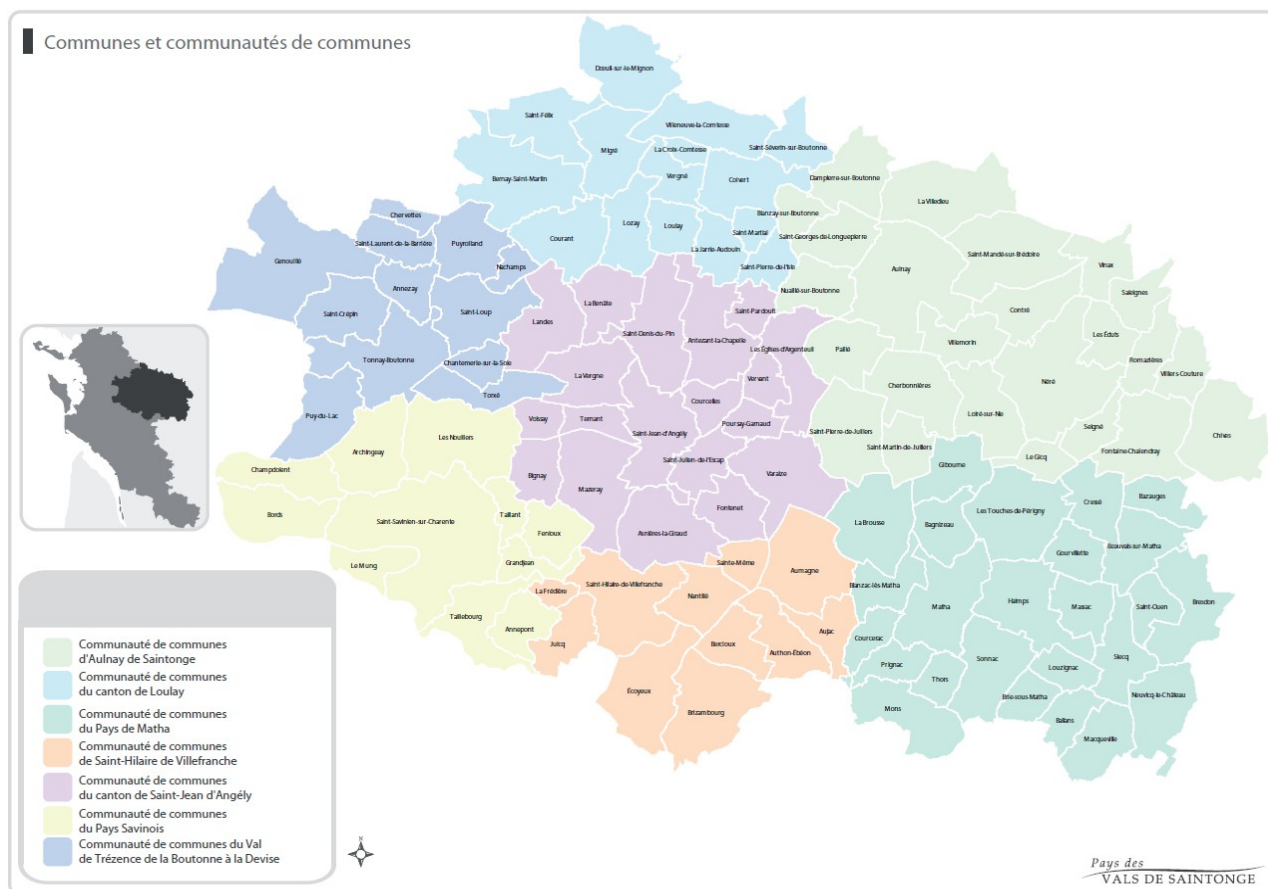 Communes et communautés de communes
Dœuil-sur-le-Mignon
Saint-Félix
Villeneuve-la-Comtesse
Migré
La Croix-Comtesse
Saint-Séverin-sur-Boutonne
Bernay-Saint-Martin
Vergné
Coivert
Dampierre-sur-Boutonne
La Villedieu
Chervettes
Blanzay-sur-Boutonne
Lozay
Loulay
Saint-Martial
Courant
Saint-Georges-de-Longuepierre
Saint-Laurent-de-la-Barrière
Puyrolland
La Jarrie-Audouin
Saint-Mandé-sur-Brédoire
Genouillé
Nachamps
Saint-Pierre-de-l'Isle
Aulnay
Vinax
Annezay
Nuaillé-sur-Boutonne
Saleignes
La Benâte
Saint-Crépin
Saint-Loup
Saint-Pardoult
Contré
Landes
Saint-Denis-du-Pin
Antezant-la-Chapelle
Les Éduts
Villemorin
Les Églises-d'Argenteuil
Paillé
Tonnay-Boutonne
Chantemerle-sur-la-Soie
Romazières
Villiers-Couture
La Vergne
Vervant
Néré
Cherbonnières
Torxé
Courcelles
Puy-du-Lac
Loiré-sur-Nie
Voissay
Ternant
Poursay-Garnaud
Seigné
Saint-Jean-d'Angély
Saint-Pierre-de-Juillers
Chives
Les Nouillers
Saint-Martin-de-Juillers
Fontaine-Chalendray
Archingeay
Le Gicq
Saint-Julien-de-l'Escap
Gibourne
Champdolent
Bignay
Varaize
Mazeray
Bazauges
Cressé
Fontenet
Les Touches-de-Périgny
Bords
Taillant
Saint-Savinien-sur-Charente
La Brousse
Bagnizeau
Fenioux
Asnières-la-Giraud
Beauvais-sur-Matha
Gourvillette
Grandjean
Sainte-Même
Le Mung
Aumagne
Saint-Hilaire-de-Villefranche
Blanzac-lès-Matha
La Frédière
Nantillé
Haimps
Bresdon
Matha
Massac
Saint-Ouen
Taillebourg
Annepont
Aujac
Courcerac
Juicq
Bercloux
Authon-Ébéon
Siecq
Sonnac
Prignac
Louzignac
Thors
Écoyeux
Brie-sous-Matha
Neuvicq-le-Château
Mons
Brizambourg
Ballans
Macqueville
Communauté de communes
d'Aulnay de Saintonge
Communauté de communes
du canton de Loulay
Communauté de communes
du Pays de Matha
Communauté de communes
de Saint-Hilaire de Villefranche
Communauté de communes
du canton de Saint-Jean d'Angély
Communauté de communes
du Pays Savinois
Communauté de communes du Val
de Trézence de la Boutonne à la Devise
N
Pays des
VALS DE SAINTONGE